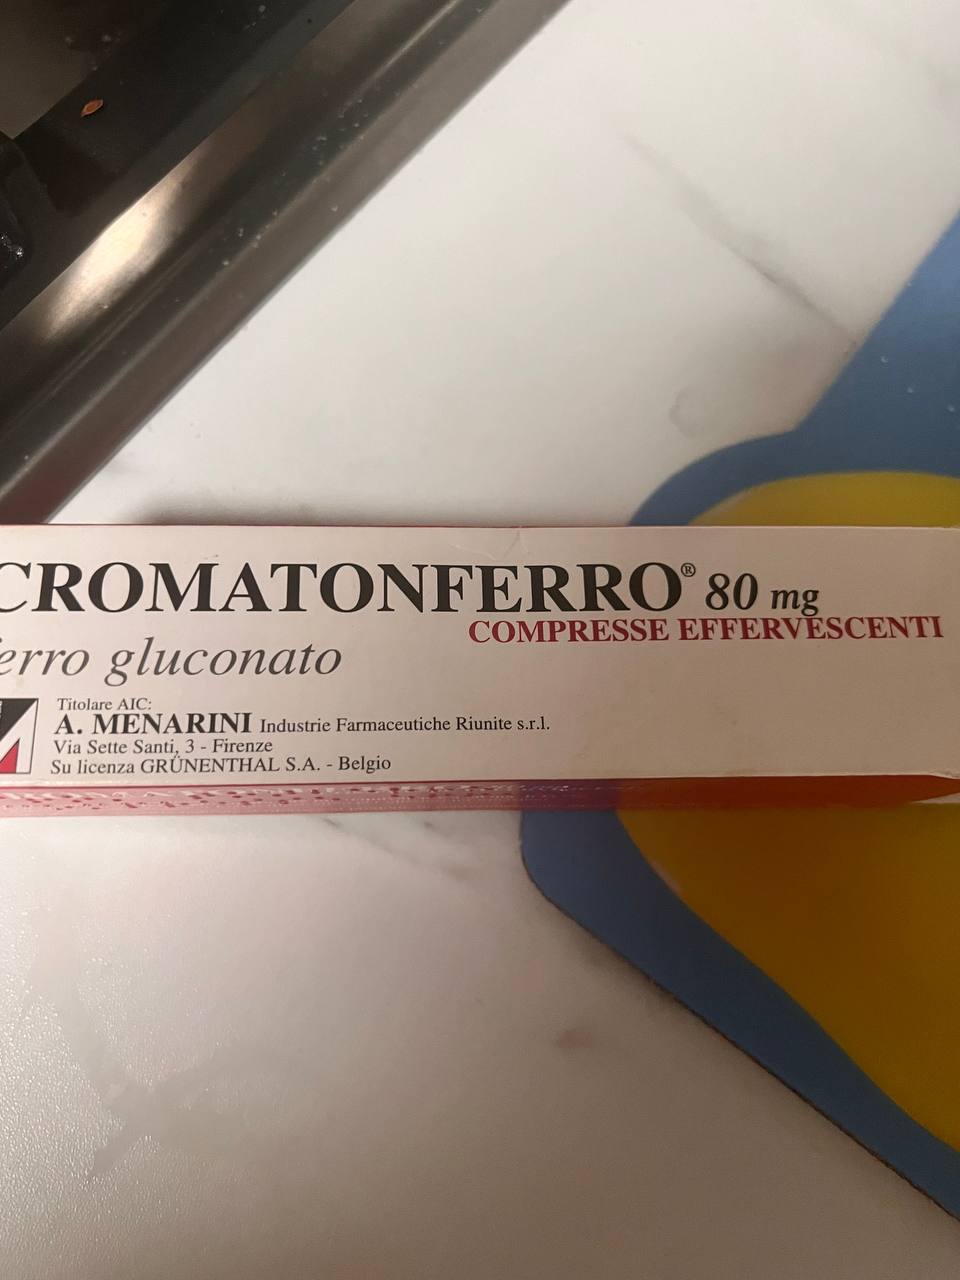 CROMATONFERRO® 80 mg
COMPRESSE EFFERVESCENTI
ferro gluconato
Titolare AIC:
A. MENARINI Industrie Farmaceutiche Riunite s.r.l.
Via Sette Santi, 3 - Firenze
Su licenza GRÜNENTHAL S.A. - Belgio